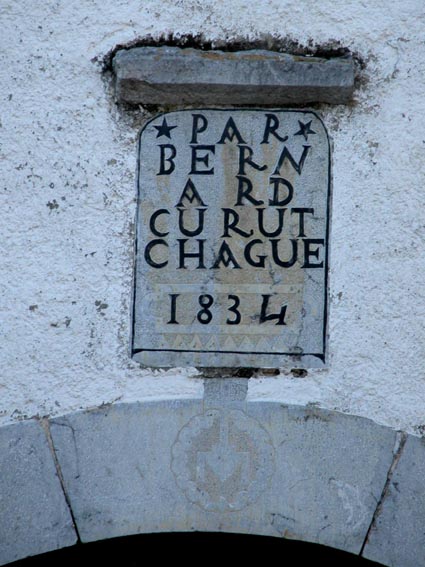 ★ PAR ★
BERN
ARD
CURUT
CHAGUE
1834